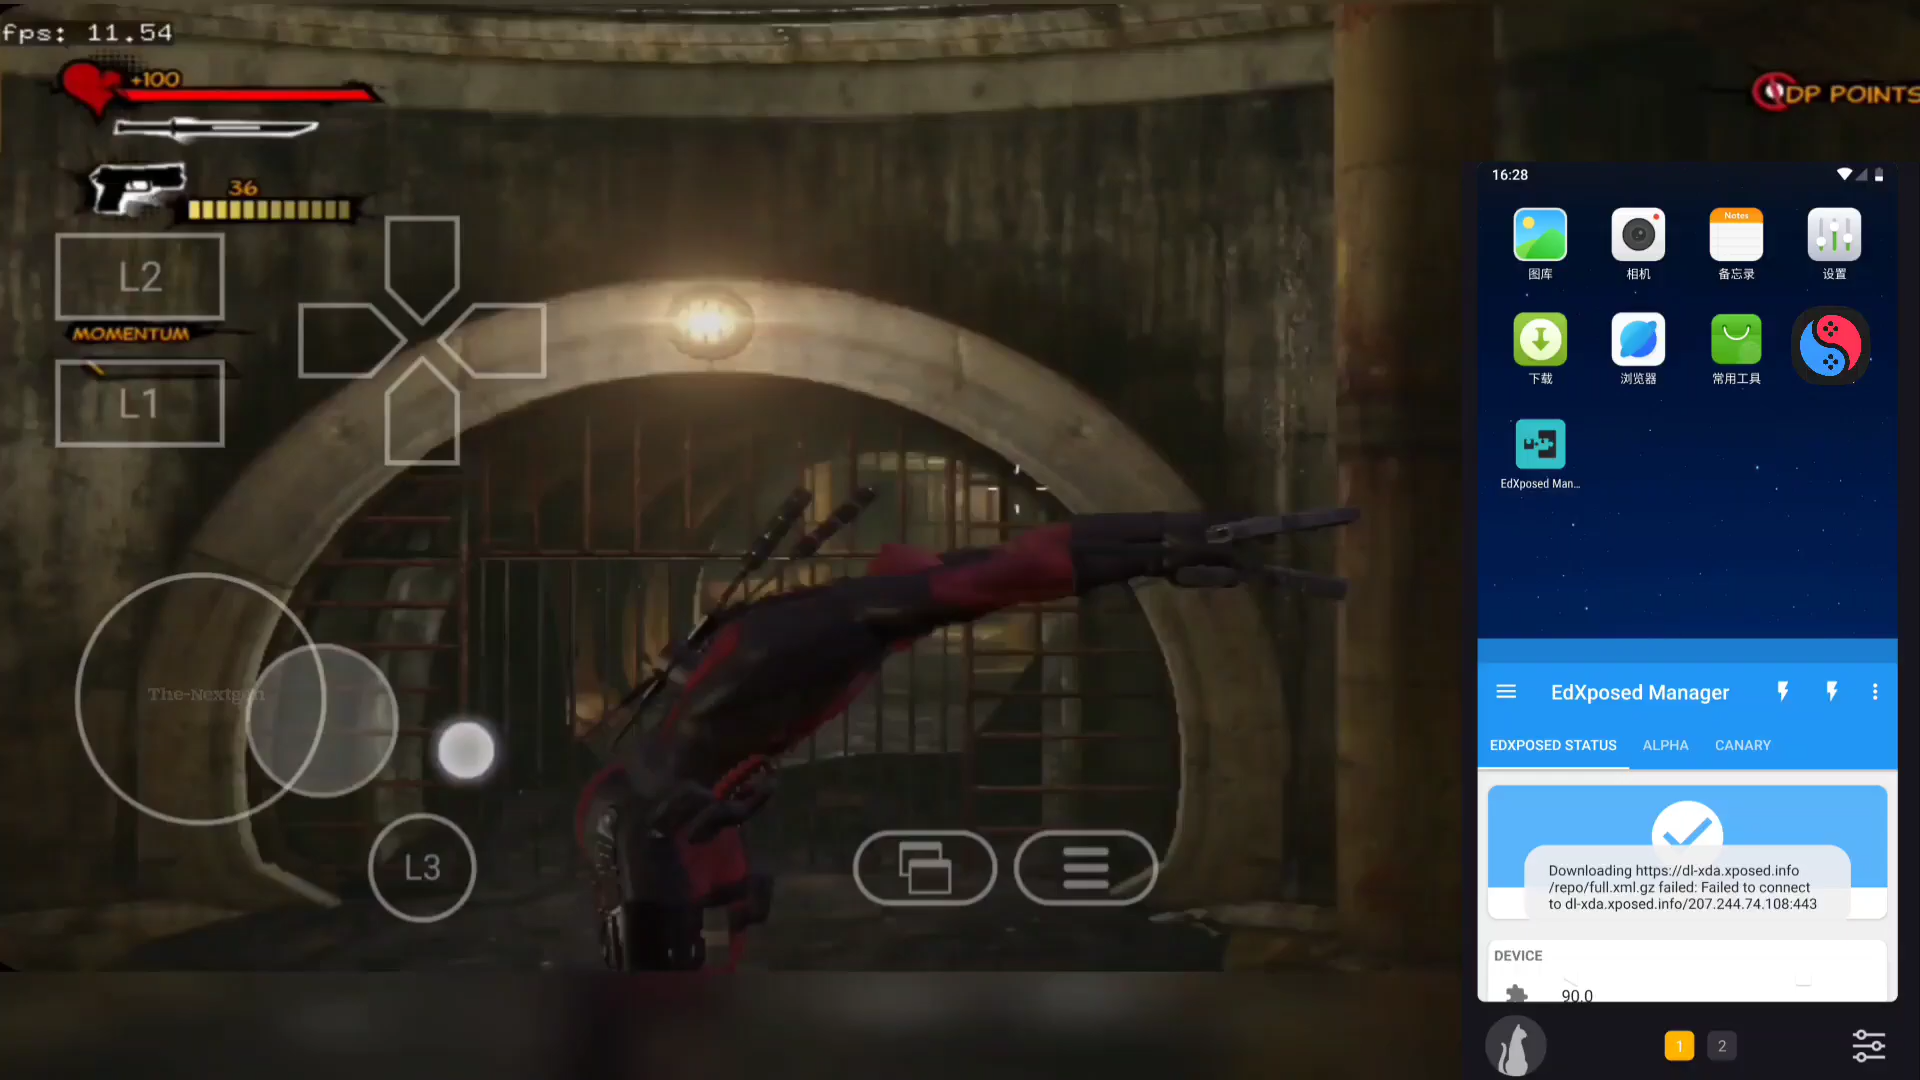 fps: 11.54
+100
36
L2
MOMENTUM
L1
The-Nextgen
L3
DP POINTS
16:28
Notes
图库
相机
备忘录
设置
下载
浏览器
常用工具
EdXposed Man...
EdXposed Manager
EDXPOSED STATUS
ALPHA
CANARY
Downloading https://dl-xda.xposed.info
/repo/full.xml.gz failed: Failed to connect
to dl-xda.xposed.info/207.244.74.108:443
DEVICE
90.0
1
2